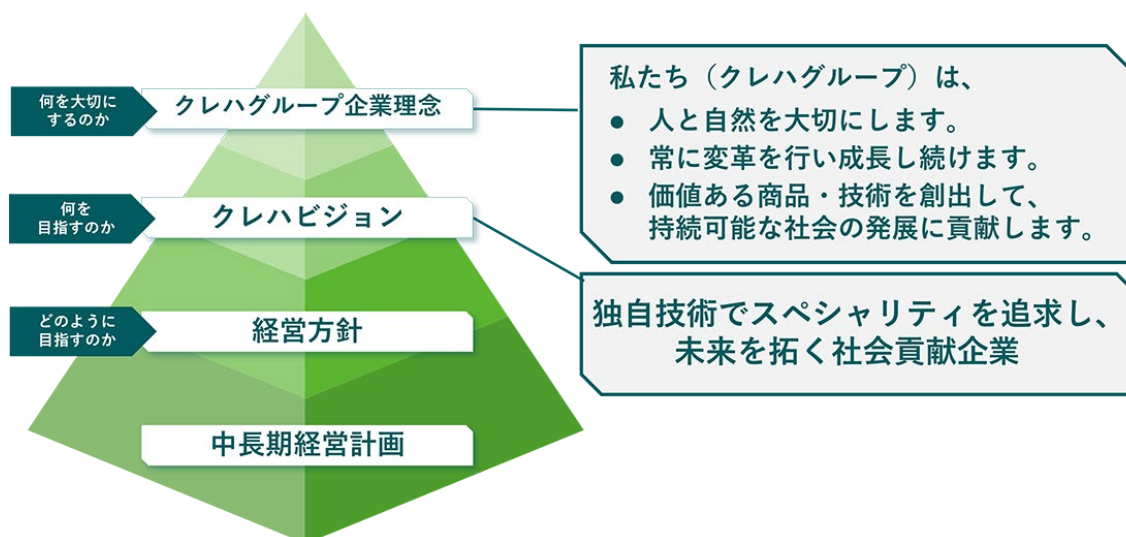 何を大切に
するのか
クレハグループ企業理念
私たち（クレハグループ）は、
● 人と自然を大切にします。
● 常に変革を行い成長し続けます。
● 価値ある商品・技術を創出して、
持続可能な社会の発展に貢献します。
何を
目指すのか
クレハビジョン
独自技術でスペシャリティを追求し、
未来を拓く社会貢献企業
どのように
目指すのか
経営方針
中長期経営計画